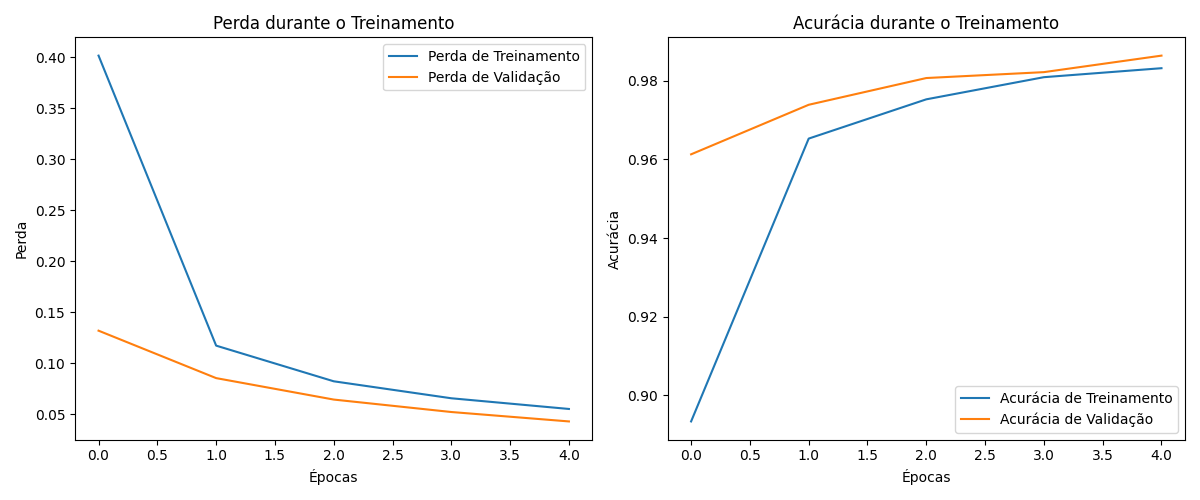 Perda durante o Treinamento
Perda de Treinamento
Perda de Validação
0.40
0.35
0.30
0.25
0.20
0.15
0.10
0.05
Perda
0.0 0.5 1.0 1.5 2.0 2.5 3.0 3.5 4.0
Épocas
Acurácia durante o Treinamento
0.98
0.96
0.94
0.92
0.90
Acurácia
Acurácia de Treinamento
Acurácia de Validação
0.0 0.5 1.0 1.5 2.0 2.5 3.0 3.5 4.0
Épocas